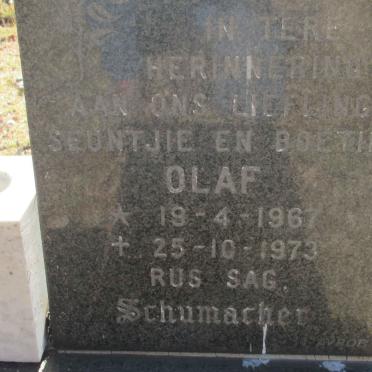 IN TERE
HERINNERING
AAN ONS LIEFLING
SEUNTJIE EN BOETIE
OLAF
* 19-4-1967
+ 25-10-1973
RUS SAG.
Schumacher